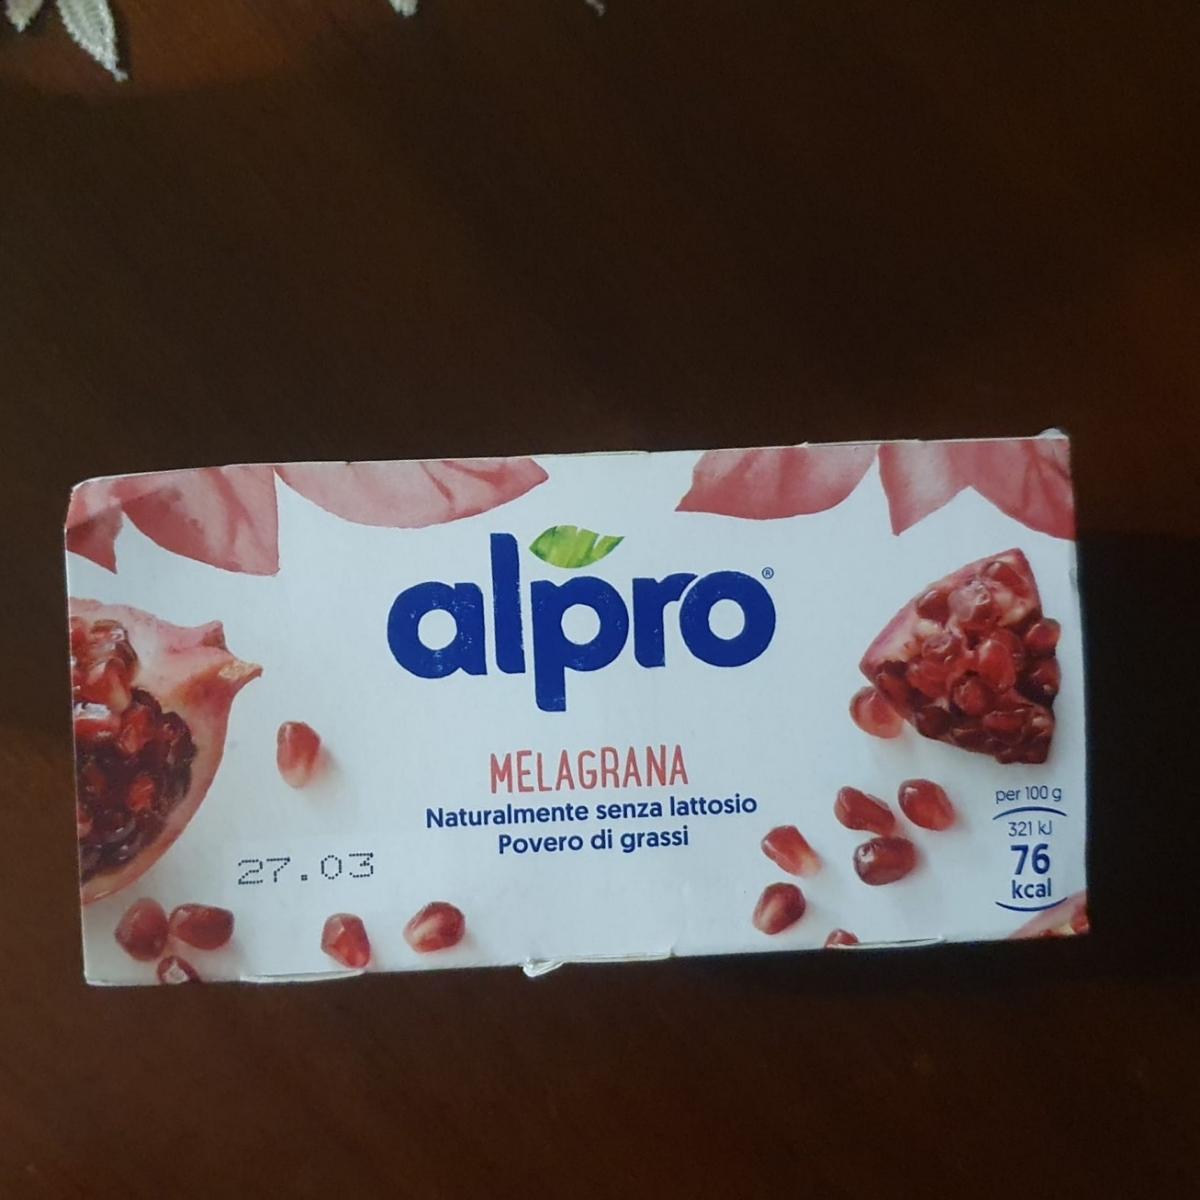 alpro®
MELAGRANA
Naturalmente senza lattosio
Povero di grassi
27.03
per 100 g
321 kJ
76
kcal